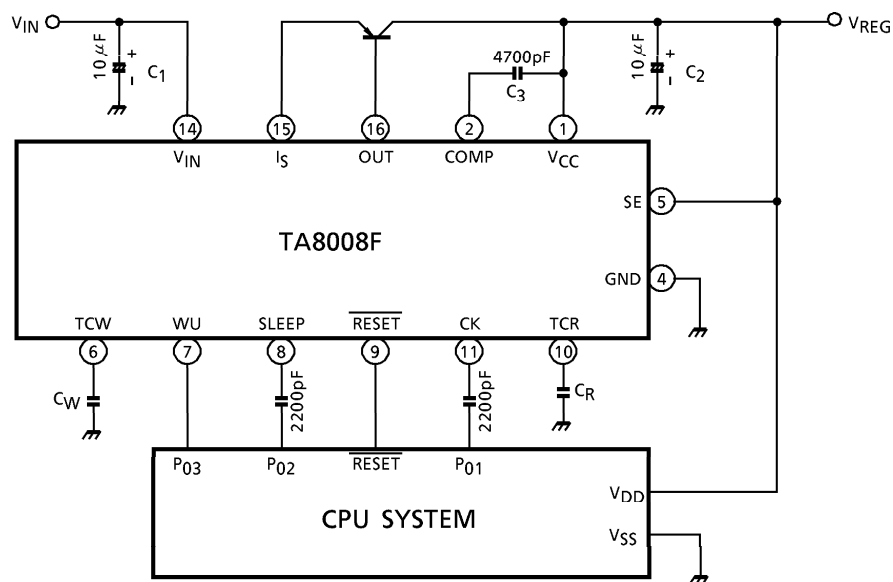 VIN
VREG
10μF
+
-
C1
4700pF
C3
10μF
+
-
C2
14
15
16
2
1
VIN
IS
OUT
COMP
VCC
SE
5
TA8008F
GND
4
TCW
WU
SLEEP
RESET
CK
TCR
6
7
8
9
11
10
CW
2200pF
2200pF
CR
P03
P02
RESET
P01
VDD
CPU SYSTEM
VSS